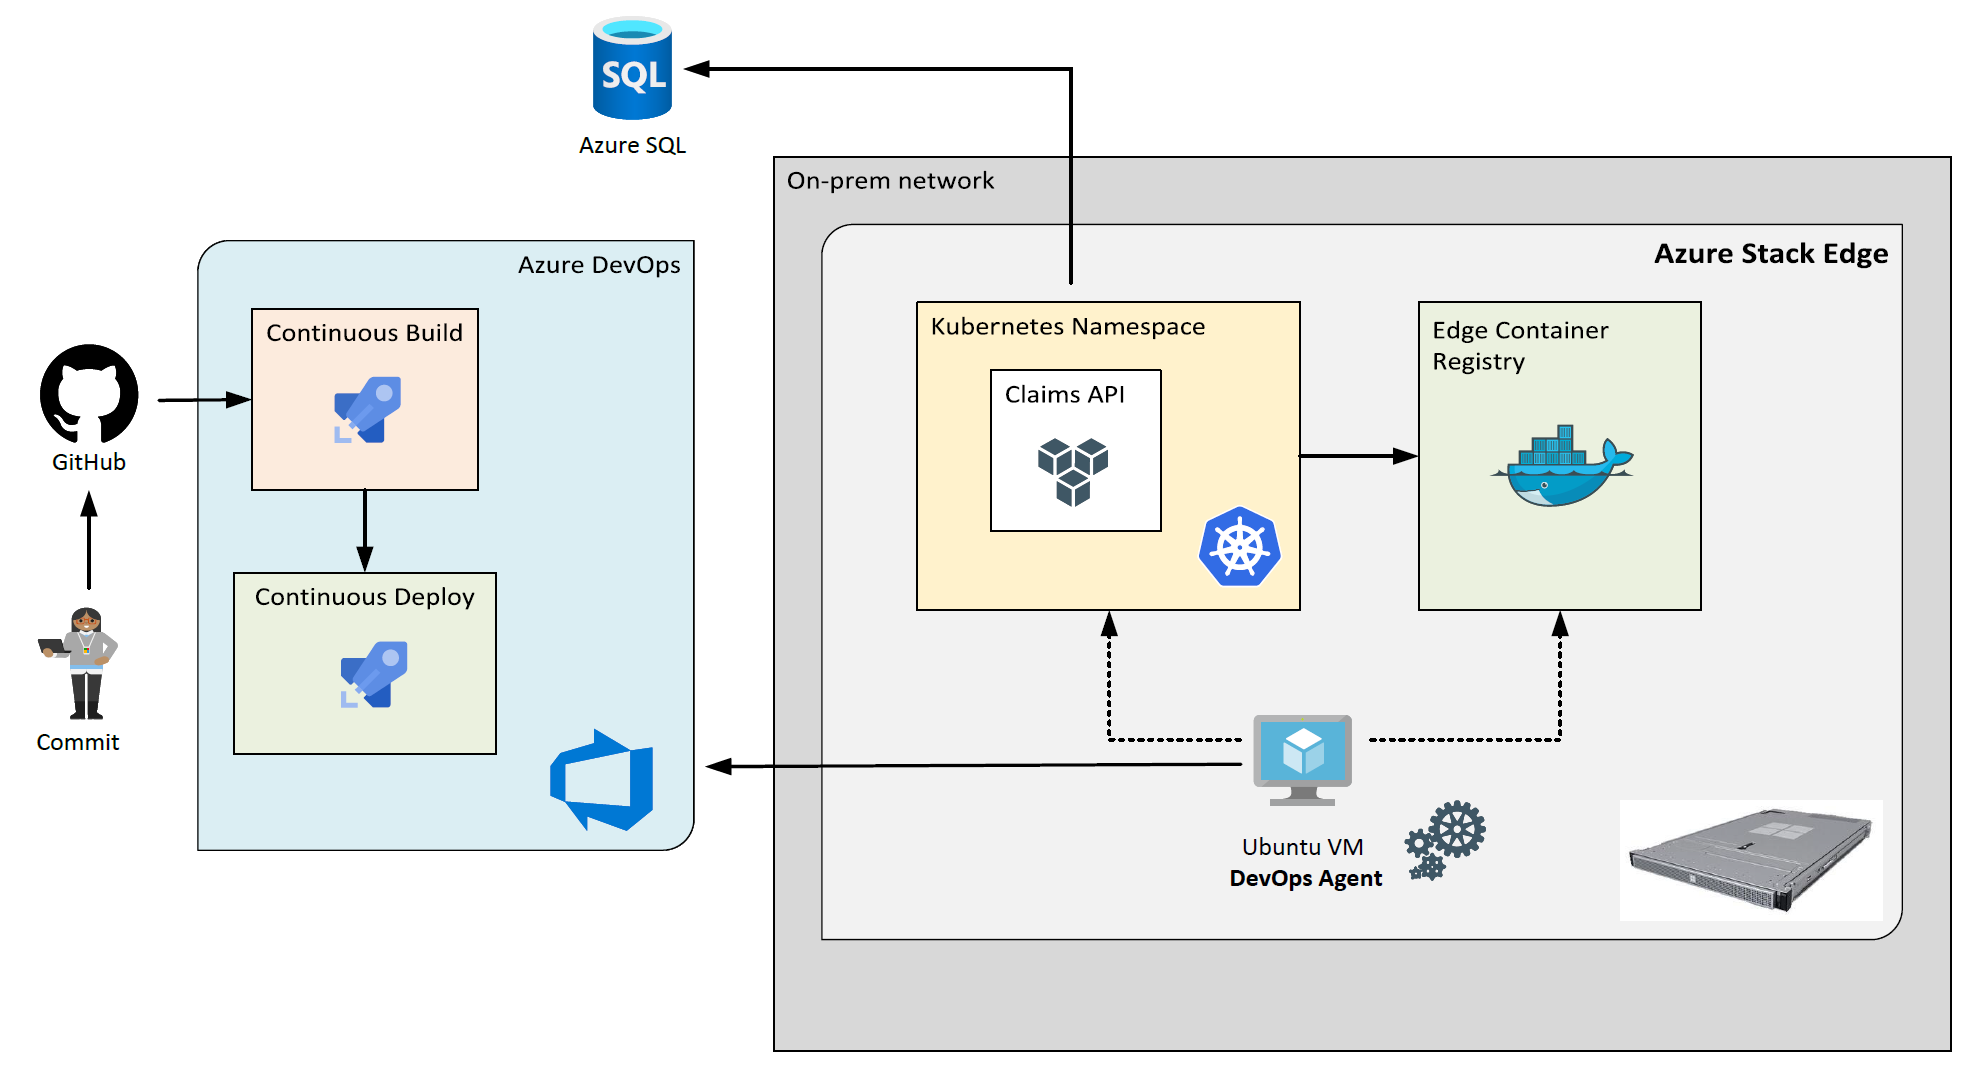 SQL
Azure SQL
On-prem network
Azure Stack Edge
Azure DevOps
Continuous Build
Kubernetes Namespace
Claims API
Edge Container
Registry
GitHub
Continuous Deploy
Commit
Ubuntu VM
DevOps Agent